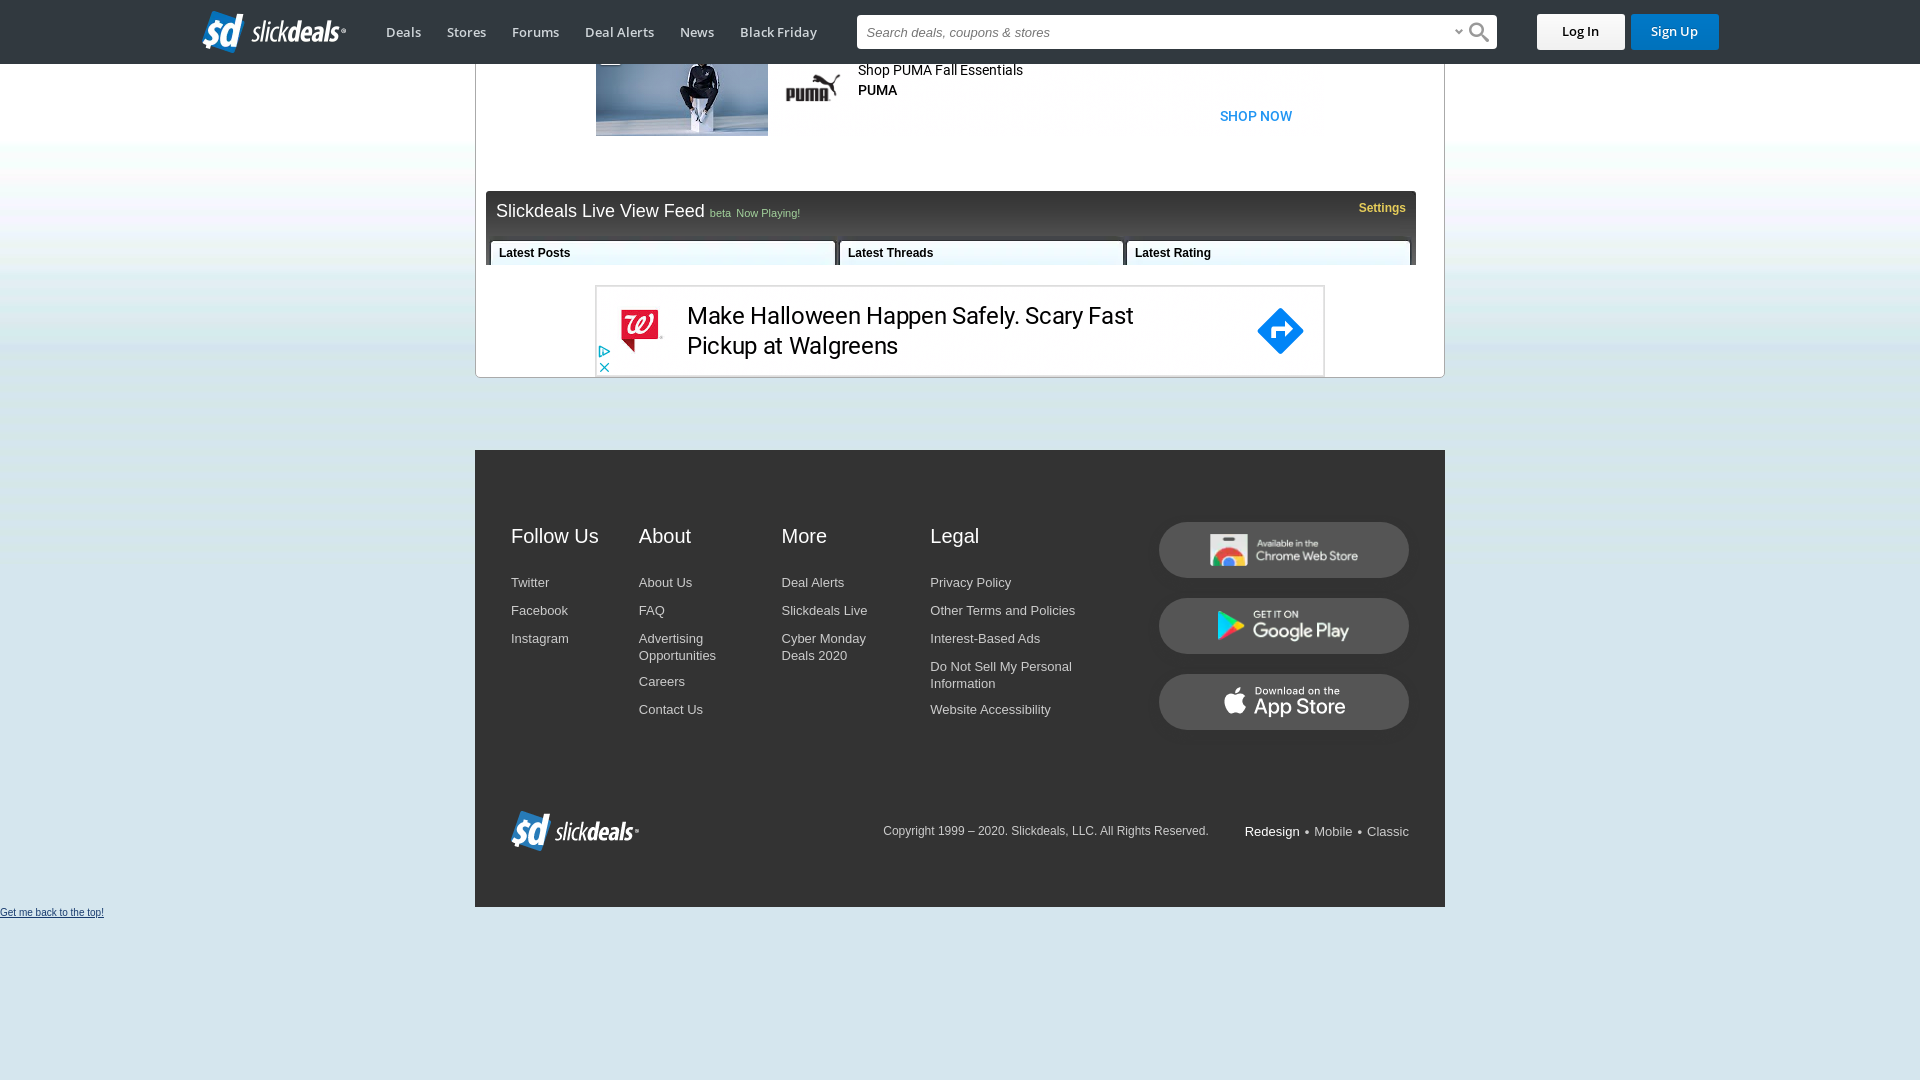 $d slickdeals
Deals
Stores
Forums
Deal Alerts
News
Black Friday
Search deals, coupons & stores
Log In
Sign Up
Shop PUMA Fall Essentials
PUMA
PUMA
SHOP NOW
Slickdeals Live View Feed beta Now Playing!
Settings
Latest Posts
Latest Threads
Latest Rating
W
Make Halloween Happen Safely. Scary Fast
Pickup at Walgreens
Follow Us
Twitter
Facebook
Instagram
About
About Us
FAQ
Advertising
Opportunities
Careers
Contact Us
More
Deal Alerts
Slickdeals Live
Cyber Monday
Deals 2020
Legal
Privacy Policy
Other Terms and Policies
Interest-Based Ads
Do Not Sell My Personal
Information
Website Accessibility
Available in the
Chrome Web Store
GET IT ON
Google Play
Download on the
App Store
$d slickdeals
Copyright 1999 – 2020. Slickdeals, LLC. All Rights Reserved.
Redesign • Mobile • Classic
Get me back to the top!